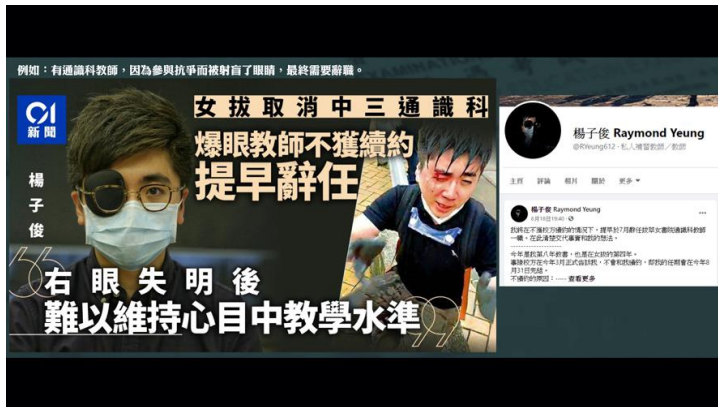 例如：有通識科教師，因為參與抗爭而被射盲了眼睛，最終需要辭職。
01
新聞
楊子俊
女拔取消中三通識科
爆眼教師不獲續約
提早辭任
右眼失明後
難以維持心目中教學水準
楊子俊 Raymond Yeung
@RYeung612 · 私人補習教師／教師
主頁 評論 相片 關於 更多
楊子俊 Raymond Yeung
6月18日19:40
我將在不獲校方續約的情況下，提早於7月辭任拔萃女書院通識科教師
一職。在此清楚交代事實和我的想法。
今年是我第八年教書，也是在女拔的第四年。
事緣校方在今年3月正式告訴我，不會和我續約，即我的任期會在今年8
月31日完結。
不續約的原因：…… 查看更多